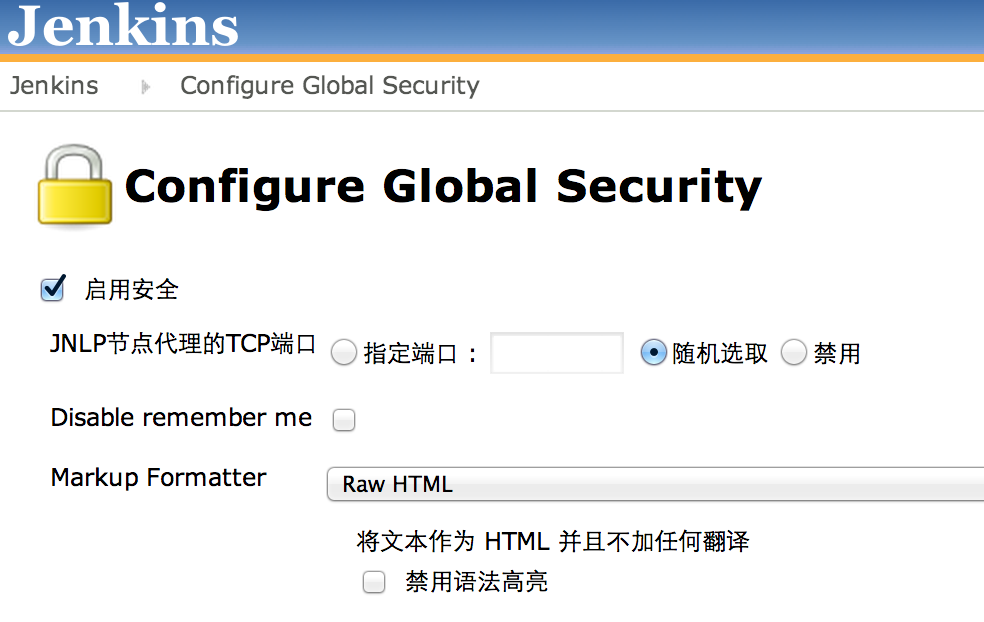 Jenkins
Jenkins Configure Global Security
Configure Global Security
启用安全
JNLP节点代理的TCP端口 指定端口： 随机选取 禁用
Disable remember me
Markup Formatter Raw HTML
将文本作为 HTML 并且不加任何翻译
禁用语法高亮